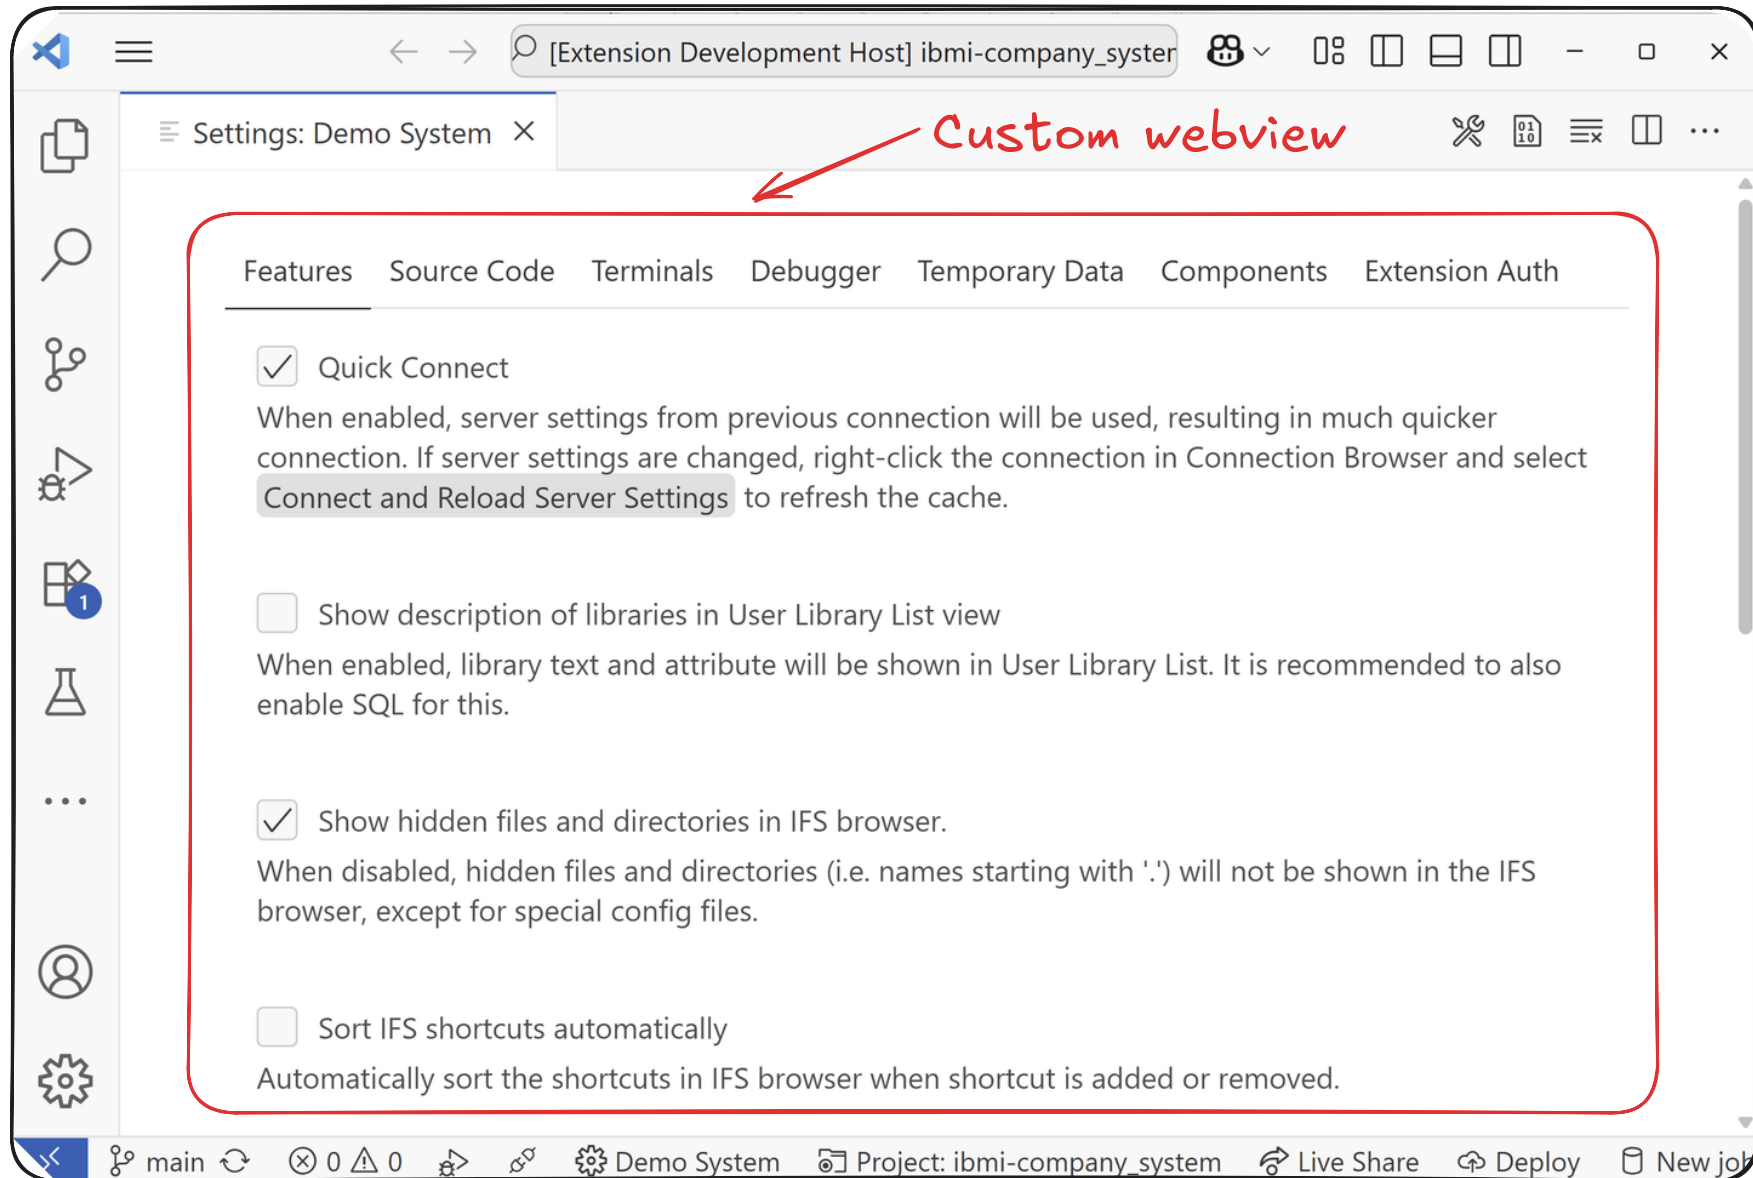 [Extension Development Host] ibmi-company_syster
Settings: Demo System
Custom webview
Features Source Code Terminals Debugger Temporary Data Components Extension Auth
Quick Connect
When enabled, server settings from previous connection will be used, resulting in much quicker
connection. If server settings are changed, right-click the connection in Connection Browser and select
Connect and Reload Server Settings to refresh the cache.
Show description of libraries in User Library List view
When enabled, library text and attribute will be shown in User Library List. It is recommended to also
enable SQL for this.
Show hidden files and directories in IFS browser.
When disabled, hidden files and directories (i.e. names starting with '.') will not be shown in the IFS
browser, except for special config files.
Sort IFS shortcuts automatically
Automatically sort the shortcuts in IFS browser when shortcut is added or removed.
1
main 0 0 Demo System Project: ibmi-company_system Live Share Deploy New job